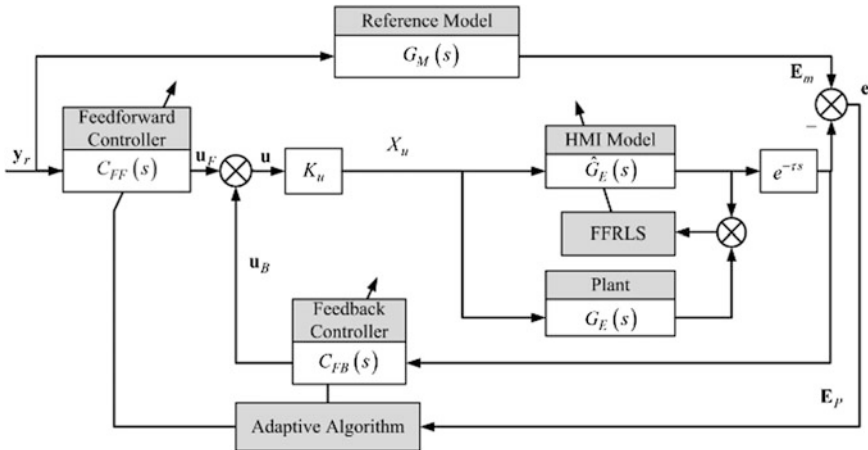 Reference Model
G_M(s)
E_m
e
Feedforward
Controller
C_FF(s)
y_r
u_F
u
K_u
X_u
HMI Model
Ĝ_E(s)
e^{-τs}
−
FFRLS
u_B
Plant
G_E(s)
Feedback
Controller
C_FB(s)
E_P
Adaptive Algorithm